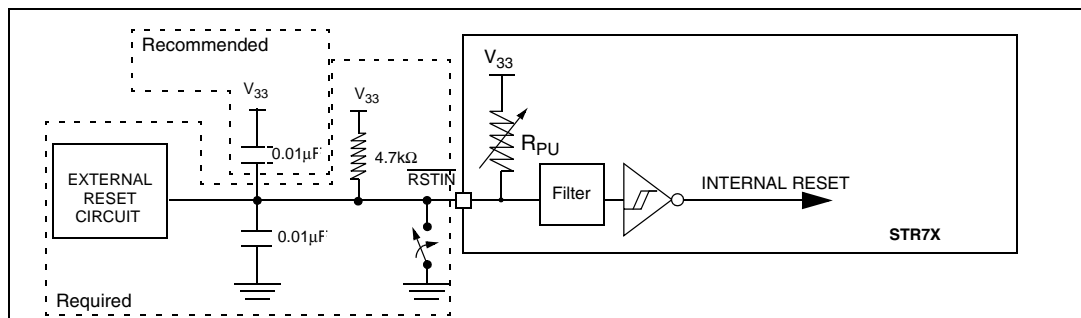 Recommended
V33
V33
V33
0.01μF
4.7kΩ
RPU
RSTIN
EXTERNAL
RESET
CIRCUIT
Filter
INTERNAL RESET
0.01μF
STR7X
Required